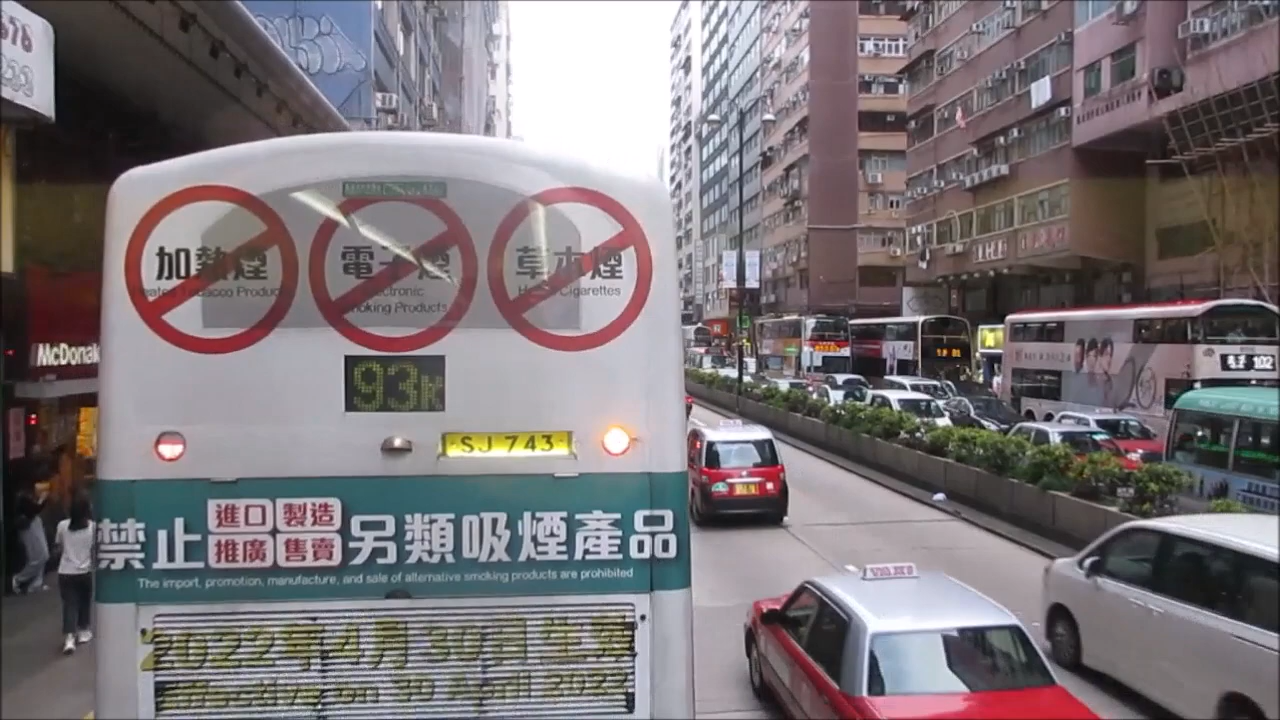 加熱煙
Heated Tobacco Products
電子煙
Electronic
Smoking Products
草本煙
Herbal Cigarettes
93K
McDonald
SJ 743
禁止 進口 製造 另類吸煙產品
推廣 售賣
The import, promotion, manufacture, and sale of alternative smoking products are prohibited
2022年4月30日生效
effective on 30 April 2022
102